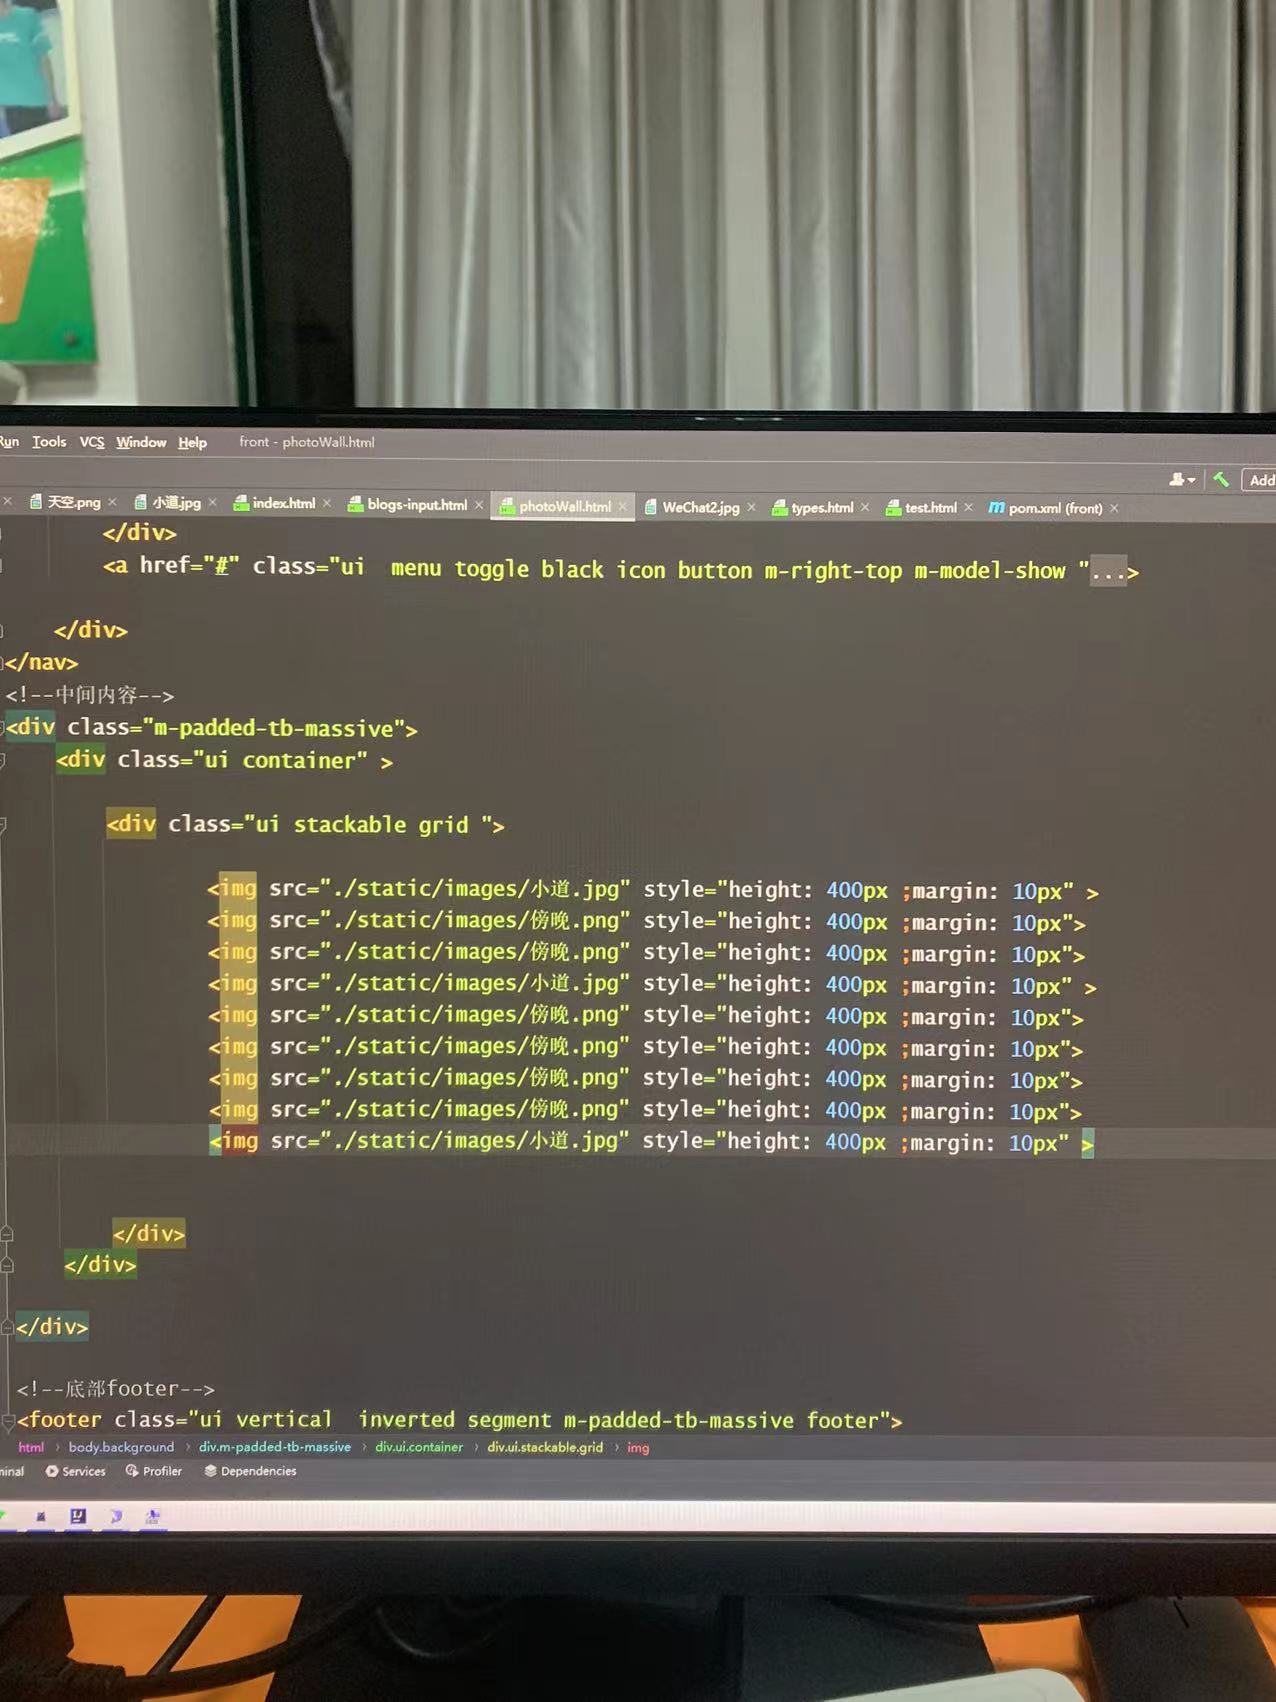 Run Tools VCS Window Help front - photoWall.html
Add
天空.png × 小道.jpg × index.html × blogs-input.html × photoWall.html × WeChat2.jpg × types.html × test.html × pom.xml (front) ×
</div>
<a href="#" class="ui  menu toggle black icon button m-right-top m-model-show "...>
</div>
</nav>
<!--中间内容-->
<div class="m-padded-tb-massive">
<div class="ui container" >
<div class="ui stackable grid ">
<img src="./static/images/小道.jpg" style="height: 400px ;margin: 10px" >
<img src="./static/images/傍晚.png" style="height: 400px ;margin: 10px">
<img src="./static/images/傍晚.png" style="height: 400px ;margin: 10px">
<img src="./static/images/小道.jpg" style="height: 400px ;margin: 10px" >
<img src="./static/images/傍晚.png" style="height: 400px ;margin: 10px">
<img src="./static/images/傍晚.png" style="height: 400px ;margin: 10px">
<img src="./static/images/傍晚.png" style="height: 400px ;margin: 10px">
<img src="./static/images/傍晚.png" style="height: 400px ;margin: 10px">
<img src="./static/images/小道.jpg" style="height: 400px ;margin: 10px" >
</div>
</div>
</div>
<!--底部footer-->
<footer class="ui vertical  inverted segment m-padded-tb-massive footer">
html › body.background › div.m-padded-tb-massive › div.ui.container › div.ui.stackable.grid › img
minal Services Profiler Dependencies